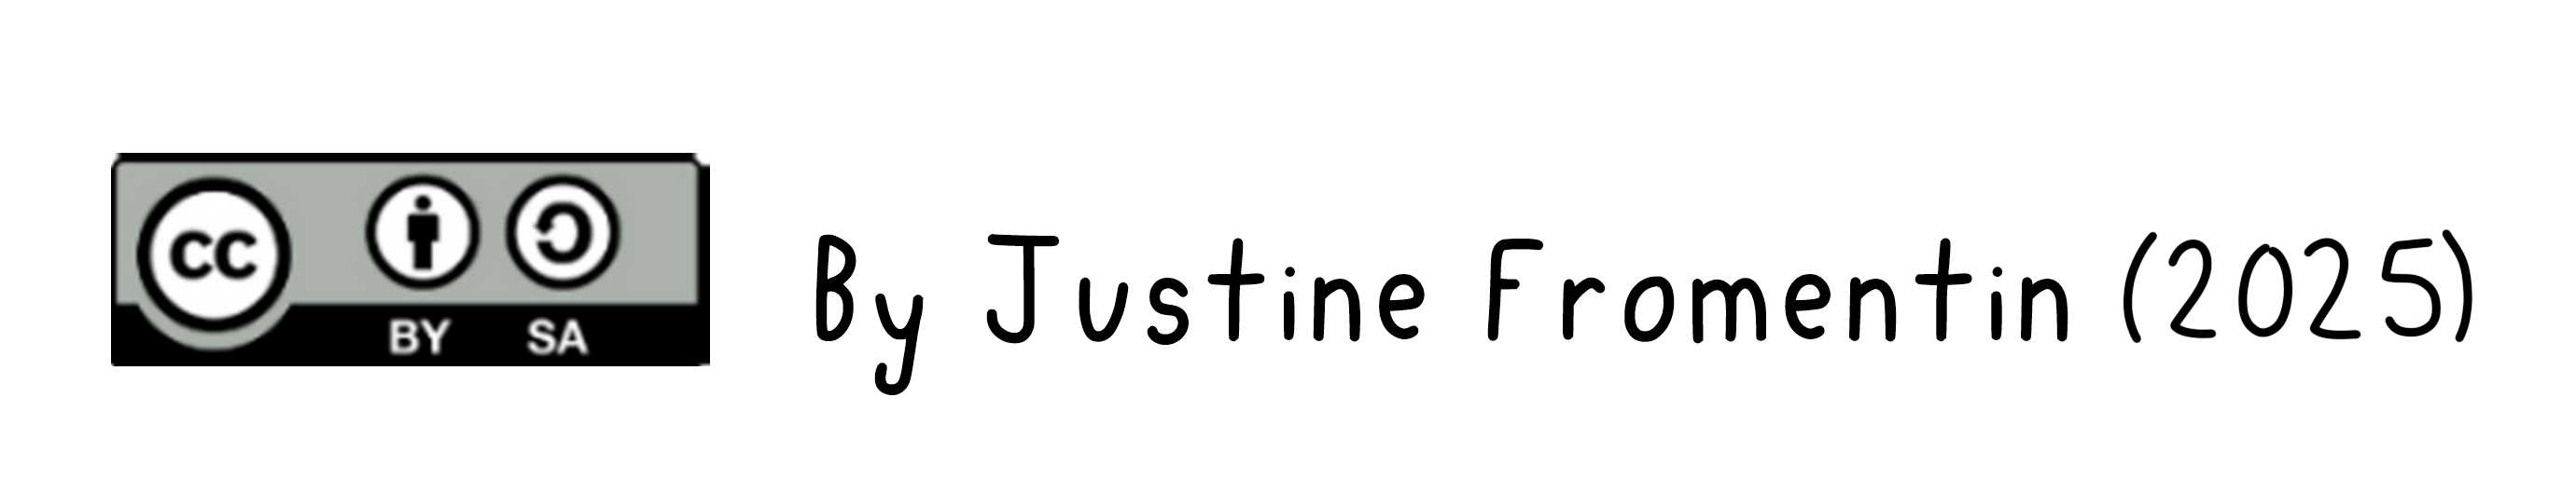 CC BY SA By Justine Fromentin (2025)